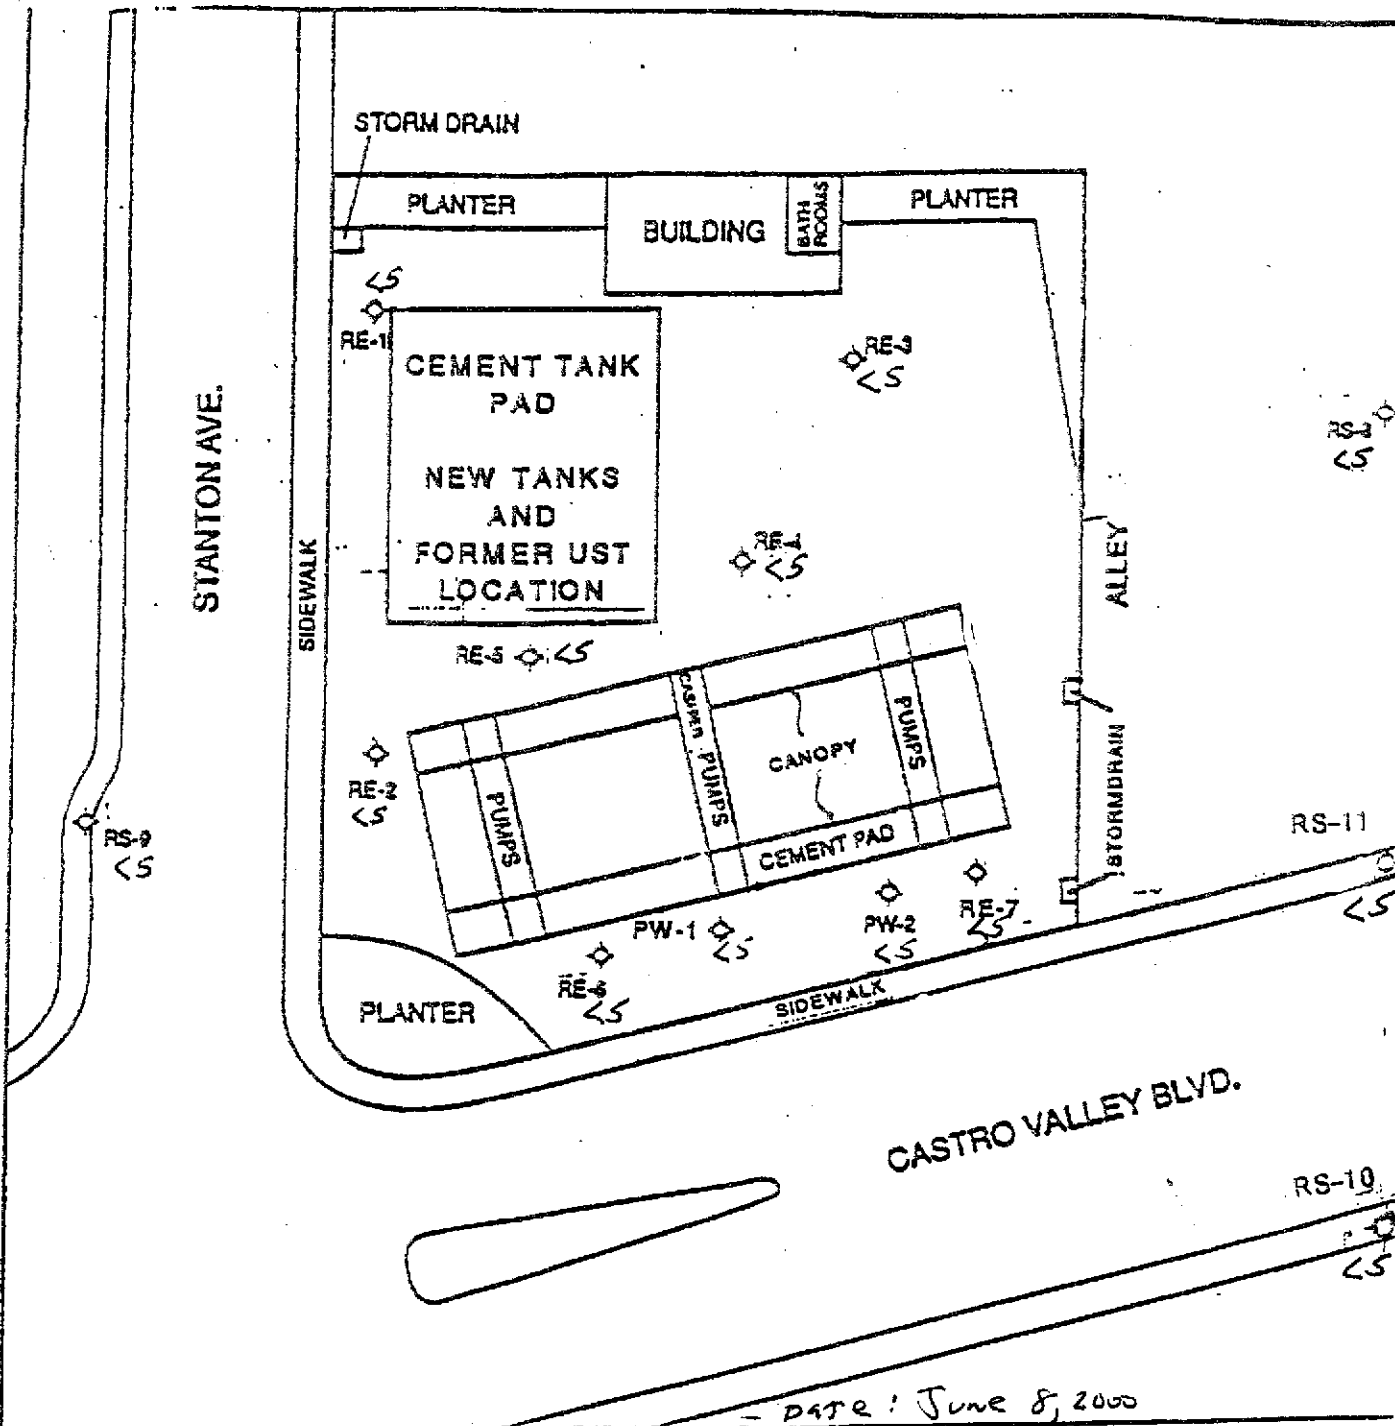 STORM DRAIN
PLANTER
BUILDING
BATH
ROOMS
PLANTER
<5
RE-1
CEMENT TANK
PAD
NEW TANKS
AND
FORMER UST
LOCATION
RE-3
<5
<5
STANTON AVE.
SIDEWALK
RE-4
<5
ALLEY
RE-5 <5
RE-2
<5
PUMPS
PUMPS
CANOPY
PUMPS
CEMENT PAD
STORMDRAIN
RS-9
<5
RS-11
<5
PW-1
<5
PW-2
<5
RE-7
<5
RE-6
<5
PLANTER
SIDEWALK
CASTRO VALLEY BLVD.
RS-10
<5
- DATE: June 8, 2000